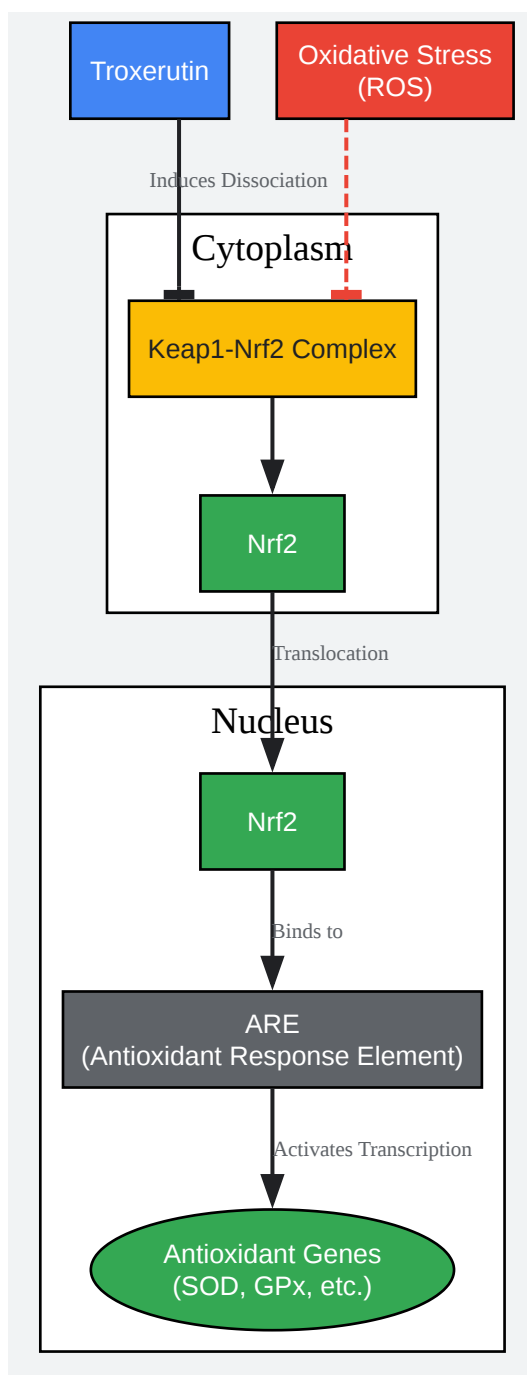 Troxerutin
Oxidative Stress
(ROS)
Induces Dissociation
Cytoplasm
Keap1-Nrf2 Complex
Nrf2
Translocation
Nucleus
Nrf2
Binds to
ARE
(Antioxidant Response Element)
Activates Transcription
Antioxidant Genes
(SOD, GPx, etc.)